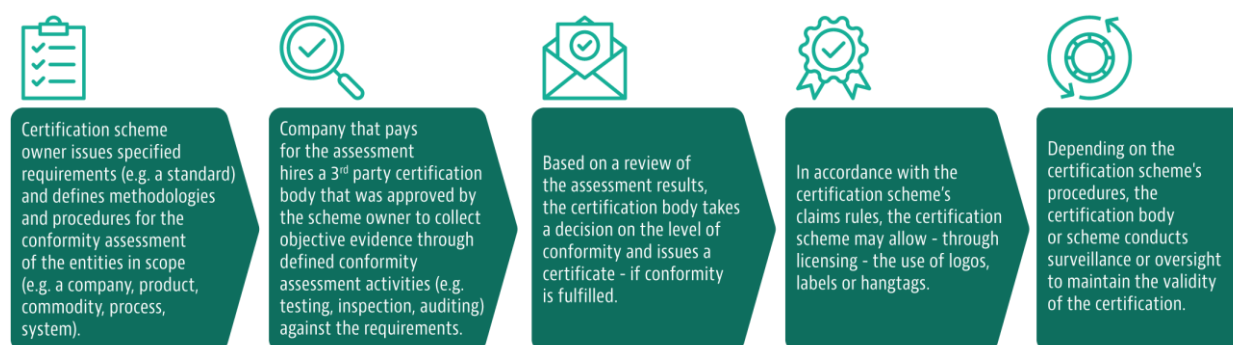 Certification scheme
owner issues specified
requirements (e.g. a standard)
and defines methodologies
and procedures for the
conformity assessment
of the entities in scope
(e.g. a company, product,
commodity, process,
system).
Company that pays
for the assessment
hires a 3rd party certification
body that was approved by
the scheme owner to collect
objective evidence through
defined conformity
assessment activities (e.g.
testing, inspection, auditing)
against the requirements.
Based on a review of
the assessment results,
the certification body takes
a decision on the level of
conformity and issues a
certificate - if conformity
is fulfilled.
In accordance with the
certification scheme's
claims rules, the certification
scheme may allow - through
licensing - the use of logos,
labels or hangtags.
Depending on the
certification scheme's
procedures, the
certification body
or scheme conducts
surveillance or oversight
to maintain the validity
of the certification.